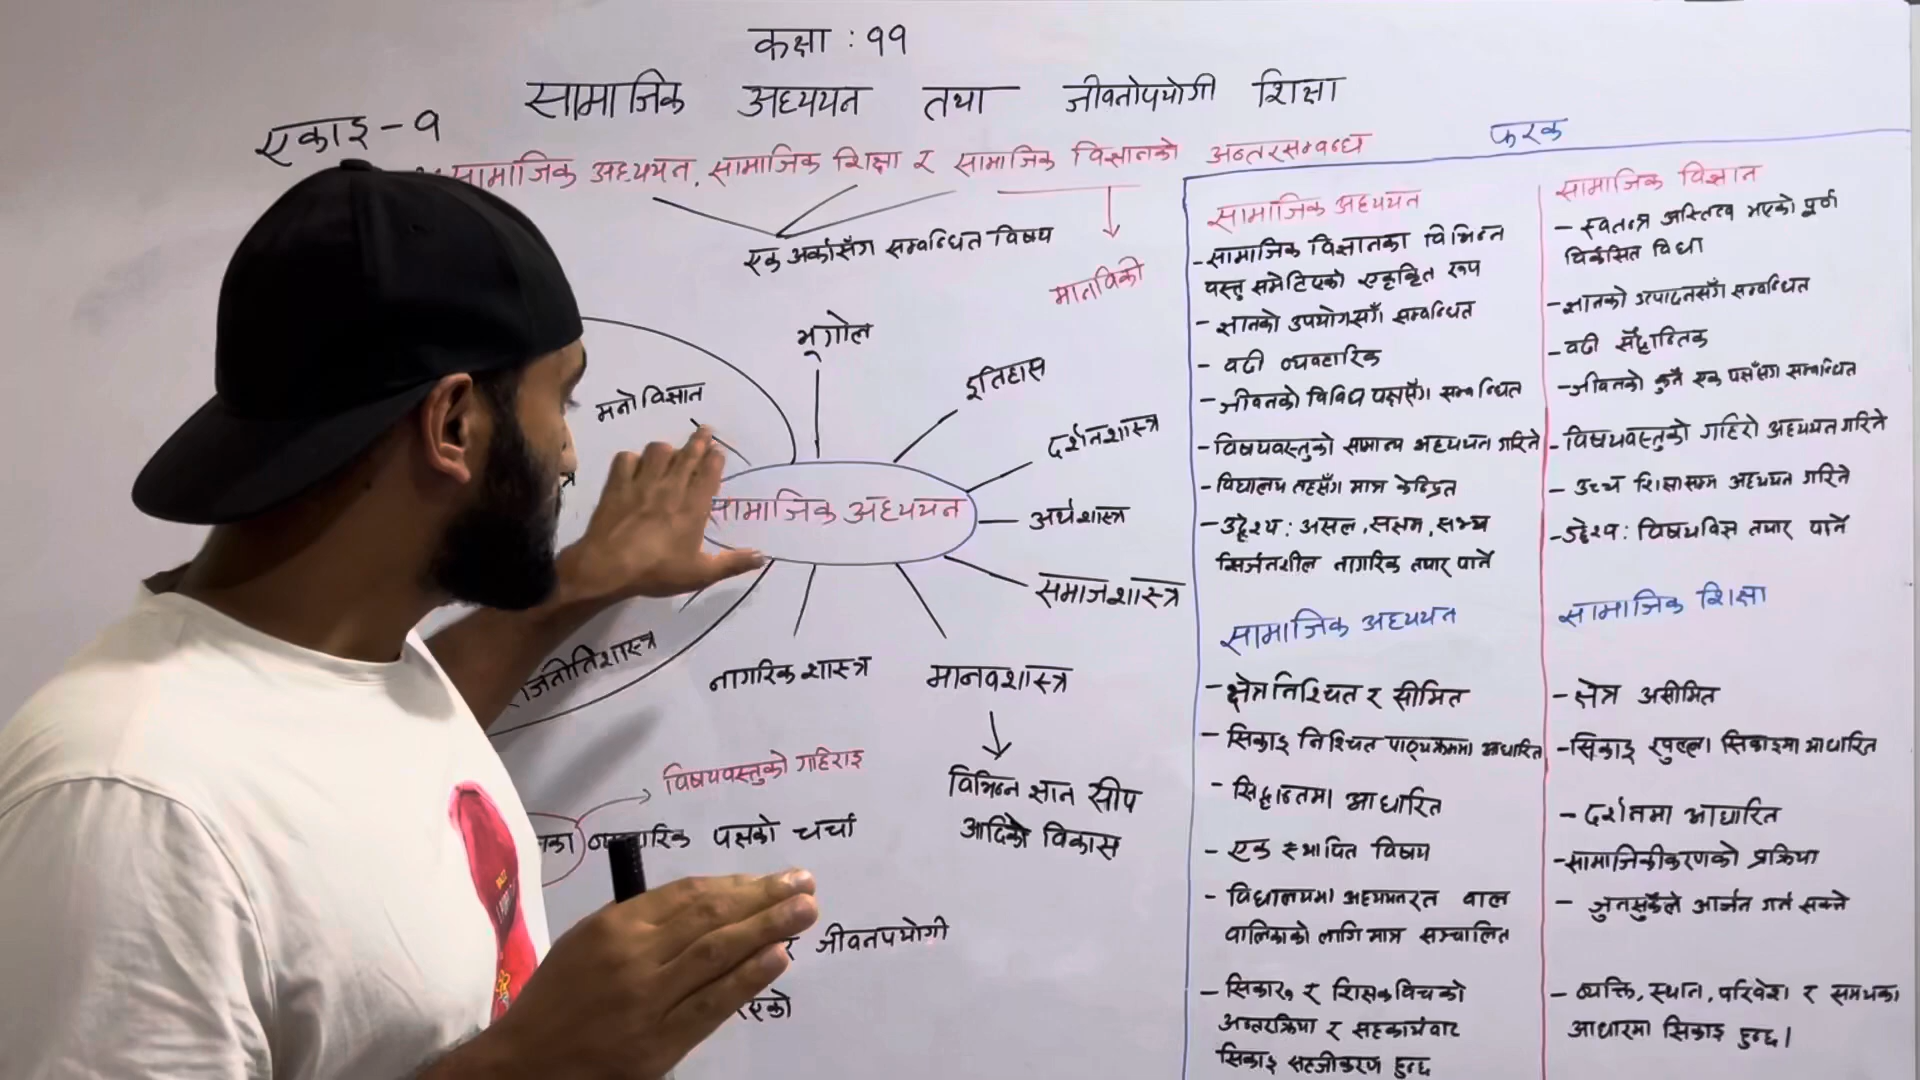 कक्षा : ११
सामाजिक अध्ययन तथा जीवनोपयोगी शिक्षा
एकाइ - १
सामाजिक अध्ययन, सामाजिक शिक्षा र सामाजिक विज्ञानको अन्तरसम्बन्ध
एक अर्कासँग सम्बन्धित विषय
मानविकी
भूगोल
इतिहास
मनोविज्ञान
दर्शनशास्त्र
सामाजिक अध्ययन
अर्थशास्त्र
समाजशास्त्र
जनीतिशास्त्र
नागरिक शास्त्र
मानवशास्त्र
विषयवस्तुको गहिराइ
पक्षको चर्चा
विभिन्न ज्ञान सीप
आदिको विकास
र जीवनपयोगी
फरक
सामाजिक अध्ययन
- सामाजिक विज्ञानका विभिन्न
वस्तु समेटिएको एकृकित रूप
- ज्ञानको उपयोगसँग सम्बन्धित
- बढी व्यवहारिक
- जीवनको विविध पक्षसँग सम्बन्धित
- विषयवस्तुको सामान्य अध्ययन गरिने
- विद्यालय तहसँग मात्र केन्द्रित
- उद्देश्य : असल, सक्षम, सभ्य
सिर्जनशील नागरिक तयार पार्ने
सामाजिक विज्ञान
- स्वतन्त्र अस्तित्व भएको पूर्ण
विकसित विधा
- ज्ञानको उत्पादनसँग सम्बन्धित
- बढी सैद्धान्तिक
- जीवनको कुनै एक पक्षसँग सम्बन्धित
- विषयवस्तुको गहिरो अध्ययन गरिने
- उच्च शिक्षासम्म अध्ययन गरिने
- उद्देश्य : विषयविज्ञ तयार पार्ने
सामाजिक अध्ययन
- क्षेत्र निश्चित र सीमित
- सिकाइ निश्चित पाठ्यक्रममा आधारित
- सिद्धान्तमा आधारित
- एक स्थापित विषय
- विद्यालयमा अध्ययनरत बाल
बालिकाको लागि मात्र सञ्चालित
- सिकारु र शिक्षक बिचको
अन्तरक्रिया र सहकार्यबाट
सिकाइ सहजीकरण हुन्छ
सामाजिक शिक्षा
- क्षेत्र असीमित
- सिकाइ खुल्ला सिकाइमा आधारित
- दर्शनमा आधारित
- सामाजिकीकरणको प्रक्रिया
- जुनसुकैले आर्जन गर्न सक्ने
- व्यक्ति, स्थान, परिवेश र समयका
आधारमा सिकाइ हुन्छ।